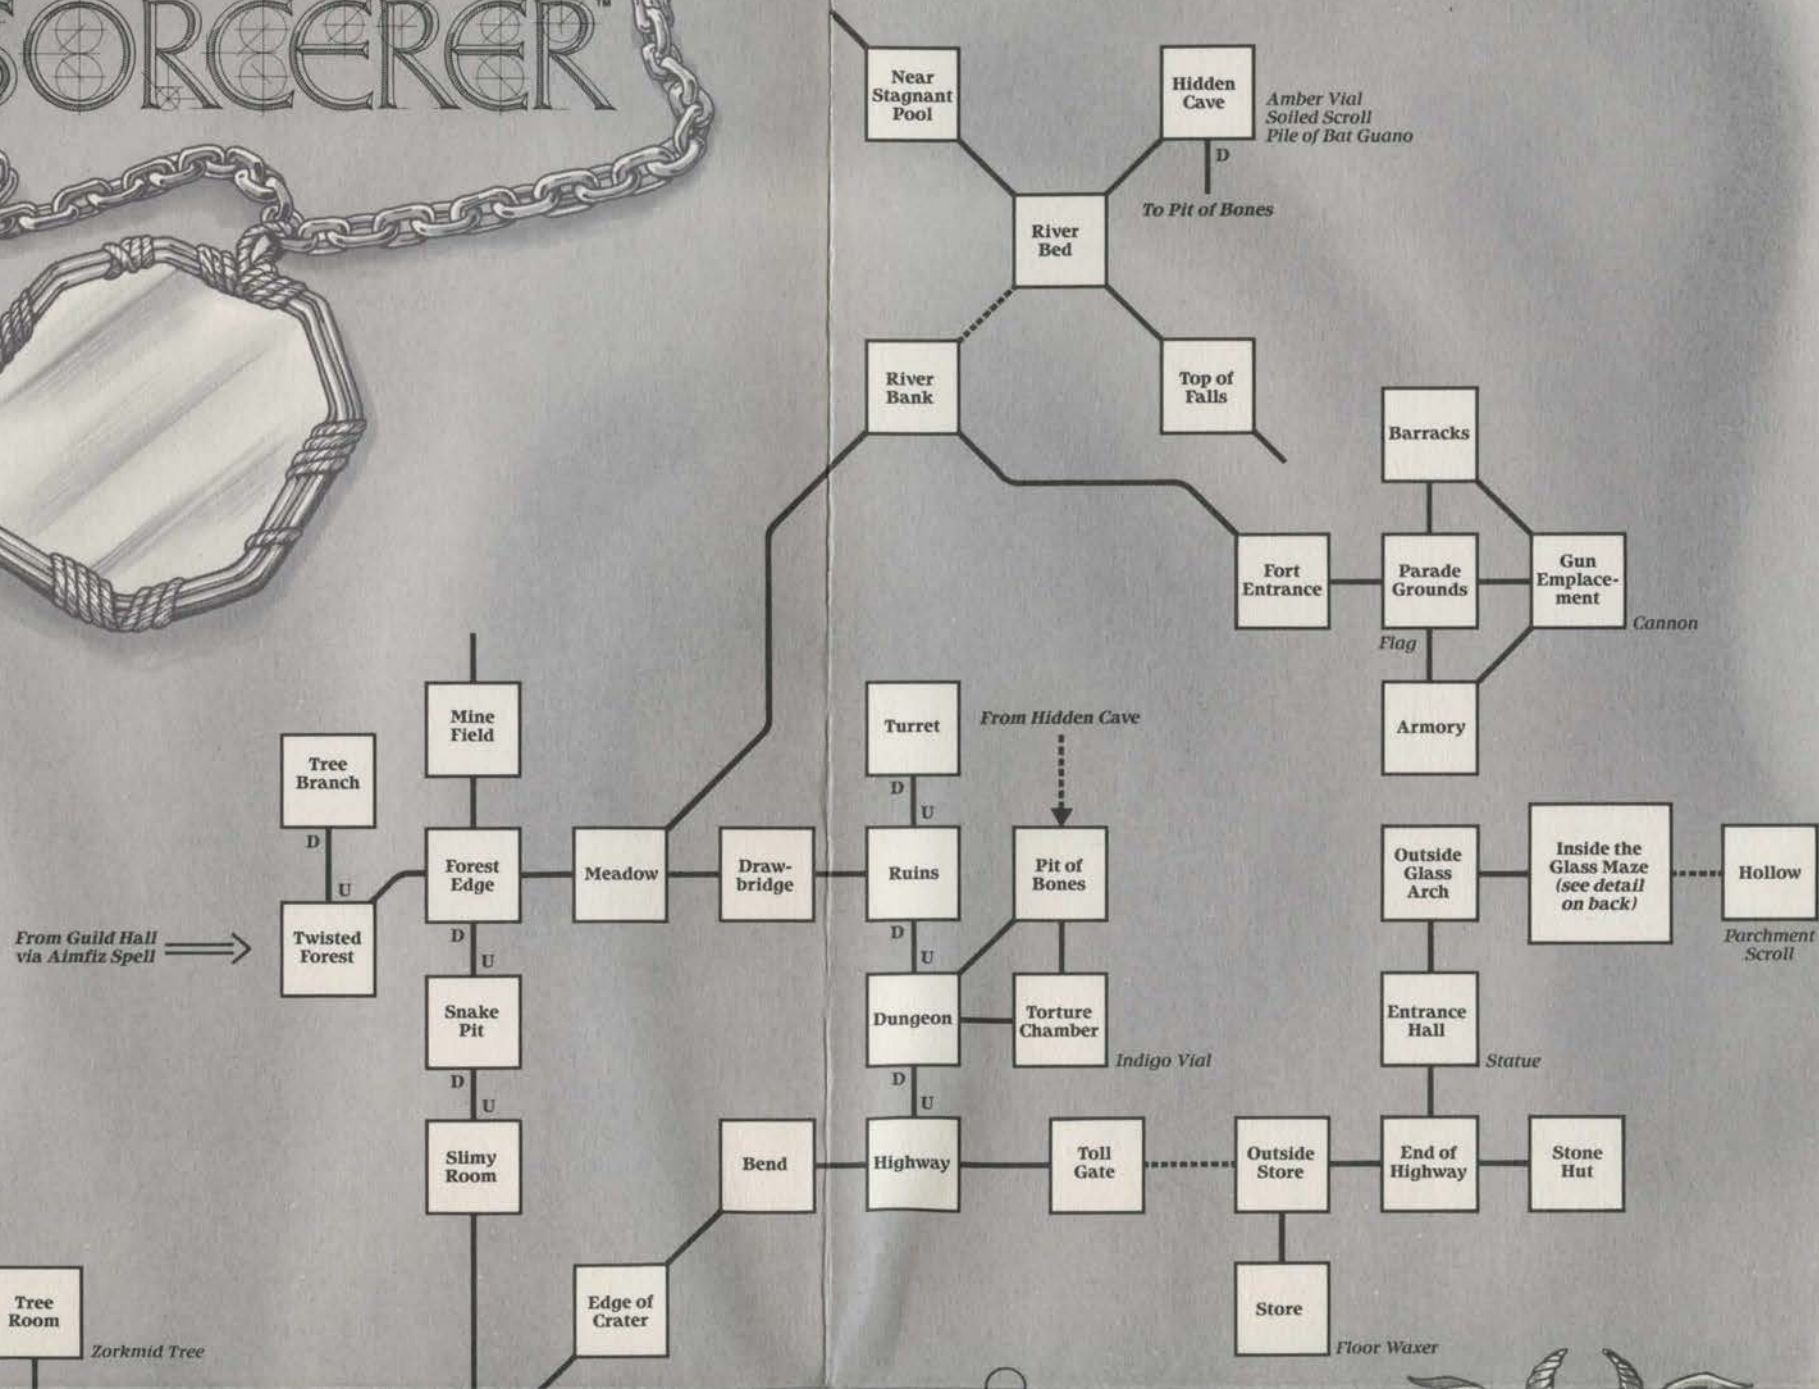 SORCERER™
Near
Stagnant
Pool
Hidden
Cave
Amber Vial
Soiled Scroll
Pile of Bat Guano
D
To Pit of Bones
River
Bed
River
Bank
Top of
Falls
Barracks
Fort
Entrance
Parade
Grounds
Gun
Emplace-
ment
Flag
Cannon
Armory
Mine
Field
Turret
From Hidden Cave
Tree
Branch
D
U
D
U
Forest
Edge
Meadow
Draw-
bridge
Ruins
Pit of
Bones
Outside
Glass
Arch
Inside the
Glass Maze
(see detail
on back)
Hollow
Parchment
Scroll
From Guild Hall
via Aimfiz Spell
Twisted
Forest
D
U
D
U
Snake
Pit
Dungeon
Torture
Chamber
Indigo Vial
Entrance
Hall
Statue
D
U
D
U
Slimy
Room
Bend
Highway
Toll
Gate
Outside
Store
End of
Highway
Stone
Hut
Tree
Room
Zorkmid Tree
Edge of
Crater
Store
Floor Waxer